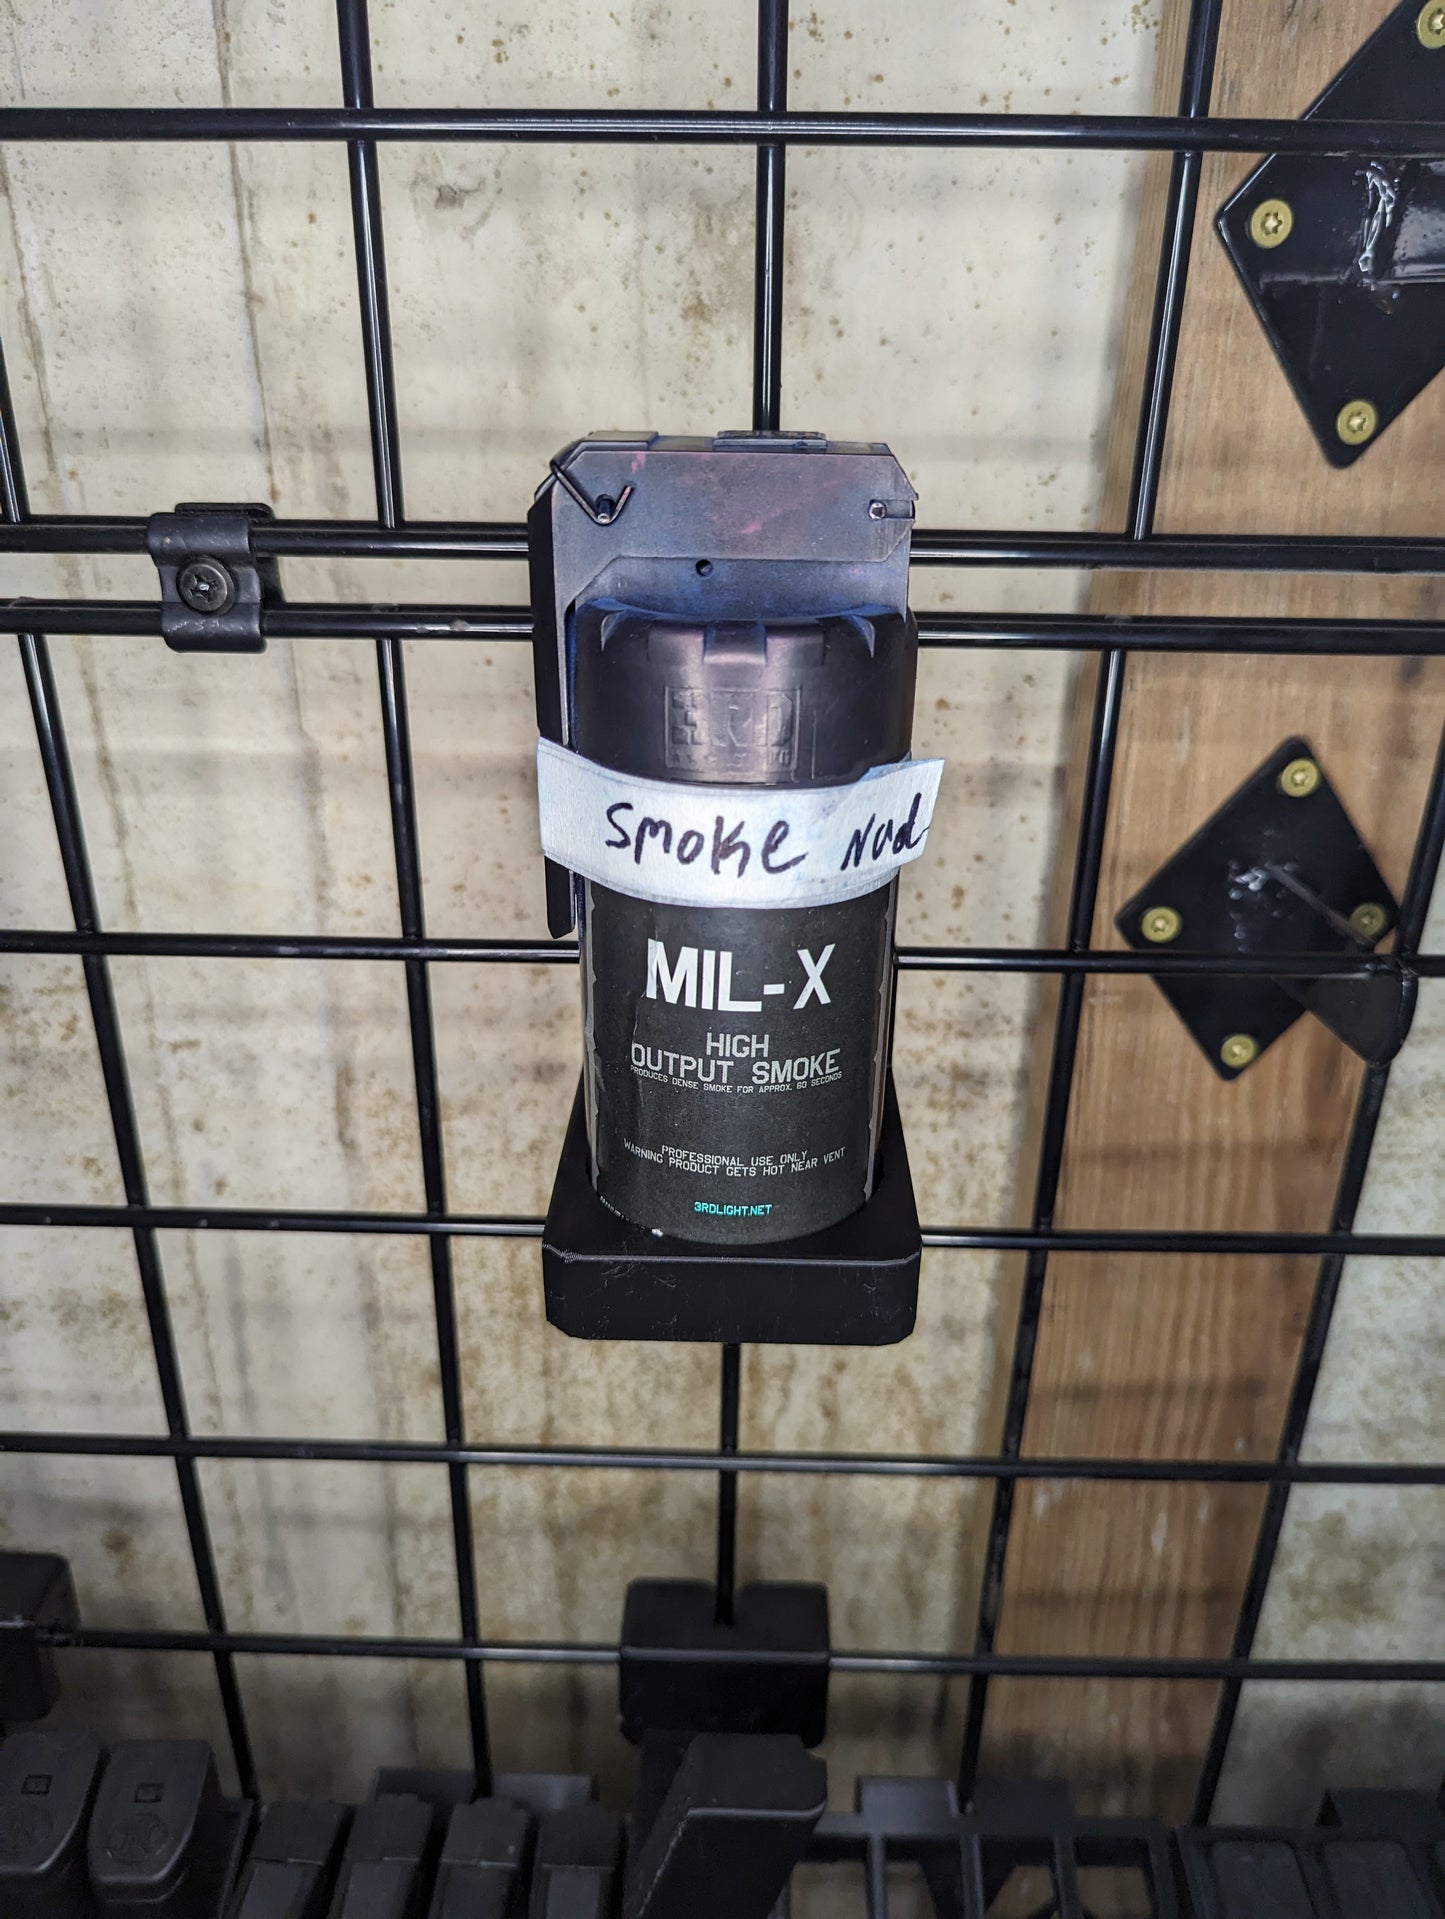 3RD
Smoke Nad
MIL-X
HIGH
OUTPUT SMOKE
PRODUCES DENSE SMOKE FOR APPROX. 60 SECONDS
PROFESSIONAL USE ONLY
WARNING PRODUCT GETS HOT NEAR VENT
3RDLIGHT.NET